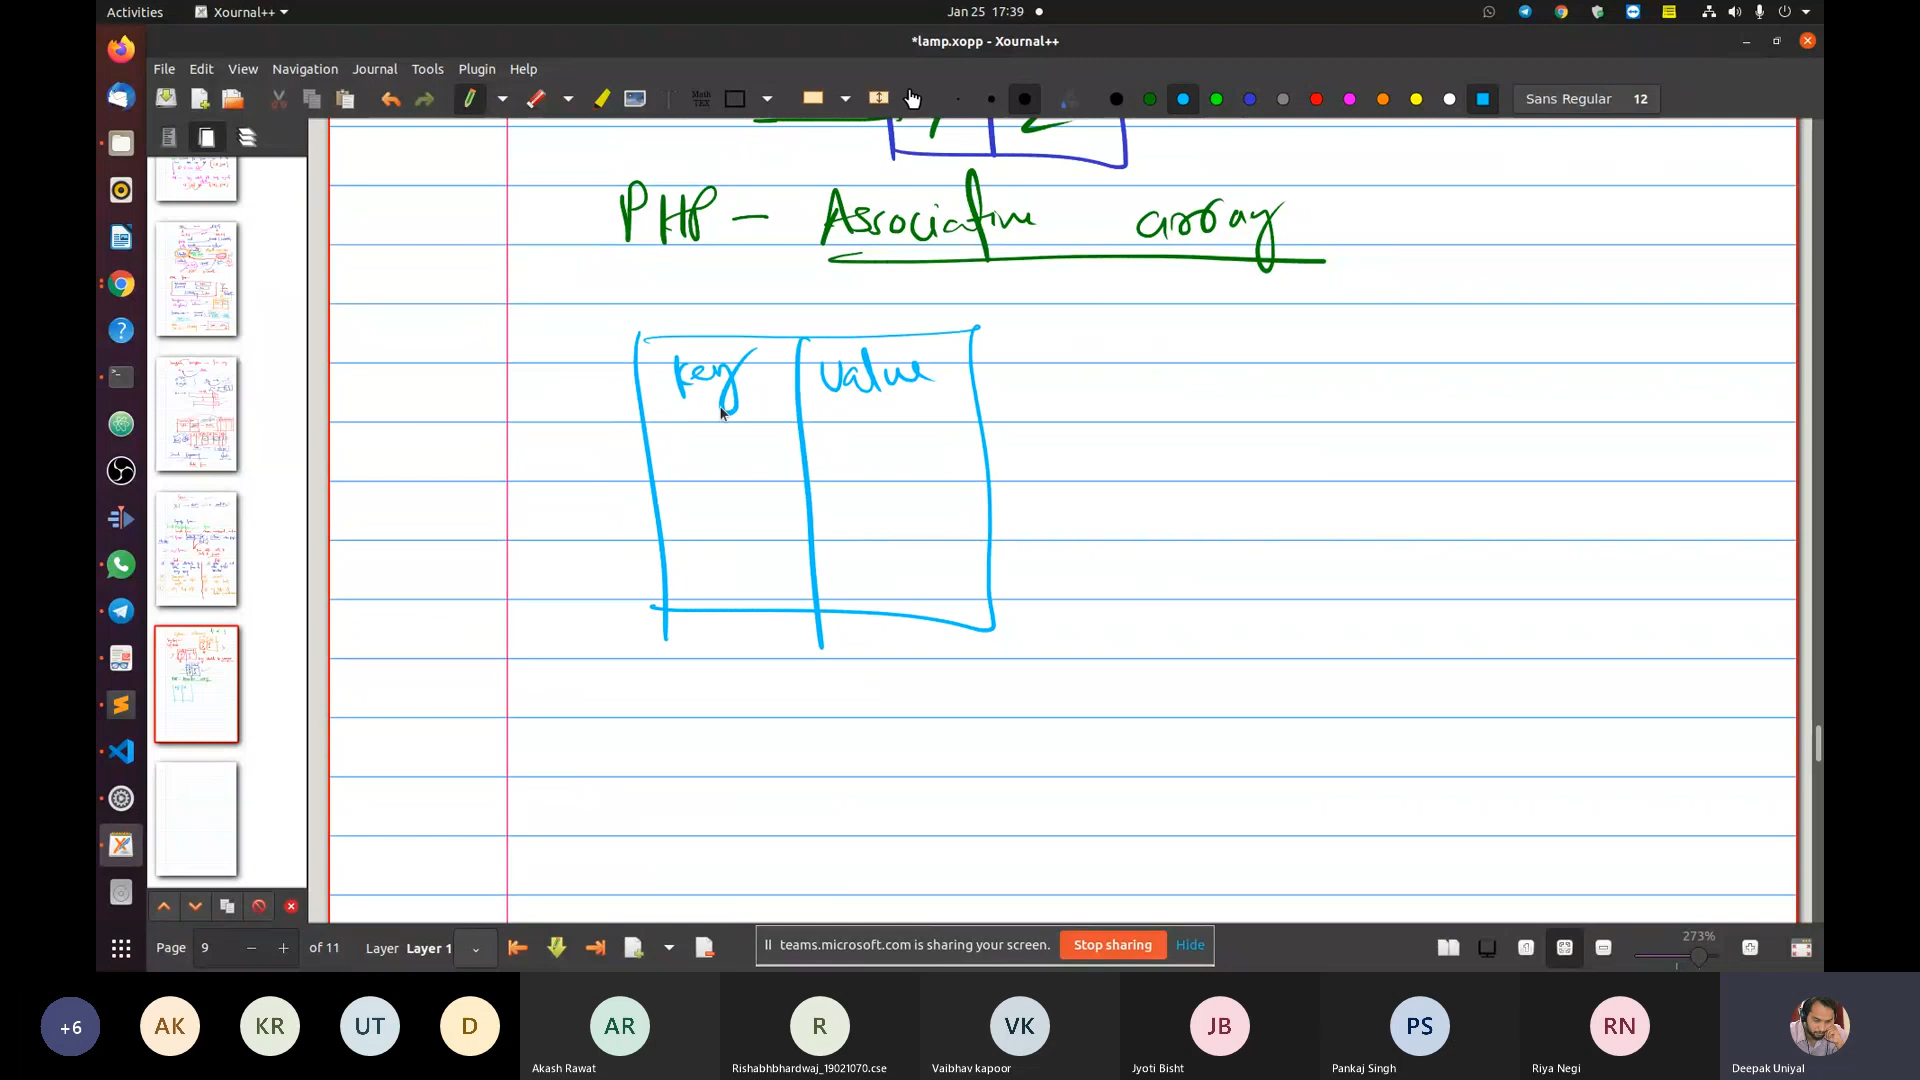 Activities Xournal++ Jan 25 17:39
*lamp.xopp - Xournal++
File Edit View Navigation Journal Tools Plugin Help
Math TEX Sans Regular 12
PHP - Associative array
key value
Page 9 of 11 Layer Layer 1 teams.microsoft.com is sharing your screen. Stop sharing Hide 273%
+6 AK KR UT D AR R VK JB PS RN
Akash Rawat Rishabhbhardwaj_19021070.cse Vaibhav kapoor Jyoti Bisht Pankaj Singh Riya Negi Deepak Uniyal